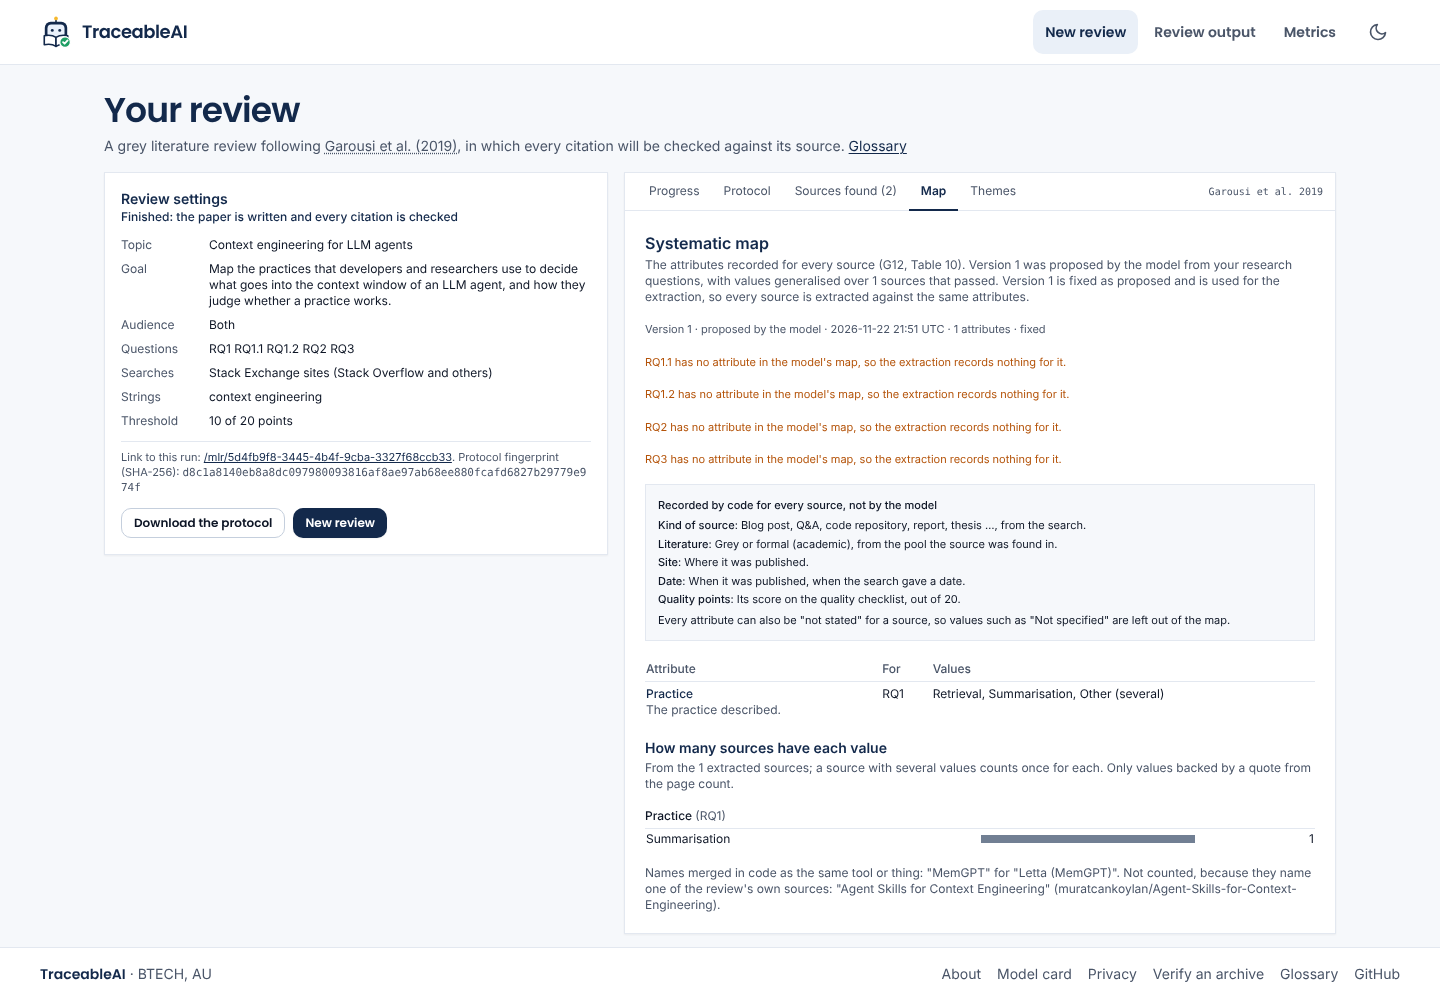 TraceableAI
New review
Review output
Metrics
Your review
A grey literature review following Garousi et al. (2019), in which every citation will be checked against its source. Glossary
Review settings
Finished: the paper is written and every citation is checked
Topic
Context engineering for LLM agents
Goal
Map the practices that developers and researchers use to decide
what goes into the context window of an LLM agent, and how they
judge whether a practice works.
Audience
Both
Questions
RQ1 RQ1.1 RQ1.2 RQ2 RQ3
Searches
Stack Exchange sites (Stack Overflow and others)
Strings
context engineering
Threshold
10 of 20 points
Link to this run: /mlr/5d4fb9f8-3445-4b4f-9cba-3327f68ccb33. Protocol fingerprint
(SHA-256): d8c1a8140eb8a8dc097980093816af8ae97ab68ee880fcafd6827b29779e9
74f
Download the protocol
New review
Progress
Protocol
Sources found (2)
Map
Themes
Garousi et al. 2019
Systematic map
The attributes recorded for every source (G12, Table 10). Version 1 was proposed by the model from your research
questions, with values generalised over 1 sources that passed. Version 1 is fixed as proposed and is used for the
extraction, so every source is extracted against the same attributes.
Version 1 · proposed by the model · 2026-11-22 21:51 UTC · 1 attributes · fixed
RQ1.1 has no attribute in the model's map, so the extraction records nothing for it.
RQ1.2 has no attribute in the model's map, so the extraction records nothing for it.
RQ2 has no attribute in the model's map, so the extraction records nothing for it.
RQ3 has no attribute in the model's map, so the extraction records nothing for it.
Recorded by code for every source, not by the model
Kind of source: Blog post, Q&A, code repository, report, thesis ..., from the search.
Literature: Grey or formal (academic), from the pool the source was found in.
Site: Where it was published.
Date: When it was published, when the search gave a date.
Quality points: Its score on the quality checklist, out of 20.
Every attribute can also be "not stated" for a source, so values such as "Not specified" are left out of the map.
Attribute
For
Values
Practice
The practice described.
RQ1
Retrieval, Summarisation, Other (several)
How many sources have each value
From the 1 extracted sources; a source with several values counts once for each. Only values backed by a quote from
the page count.
Practice (RQ1)
Summarisation
1
Names merged in code as the same tool or thing: "MemGPT" for "Letta (MemGPT)". Not counted, because they name
one of the review's own sources: "Agent Skills for Context Engineering" (muratcankoylan/Agent-Skills-for-Context-
Engineering).
TraceableAI · BTECH, AU
About
Model card
Privacy
Verify an archive
Glossary
GitHub